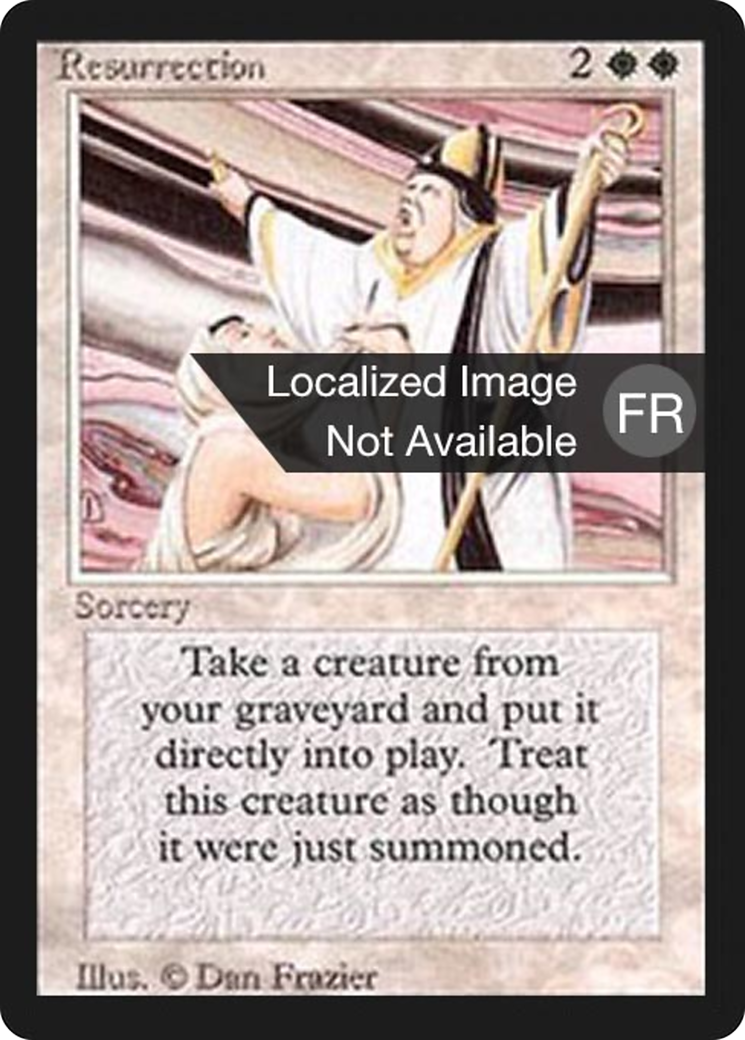 Resurrection 2
Localized Image
Not Available
FR
Sorcery
Take a creature from
your graveyard and put it
directly into play. Treat
this creature as though
it were just summoned.
Illus. © Dan Frazier